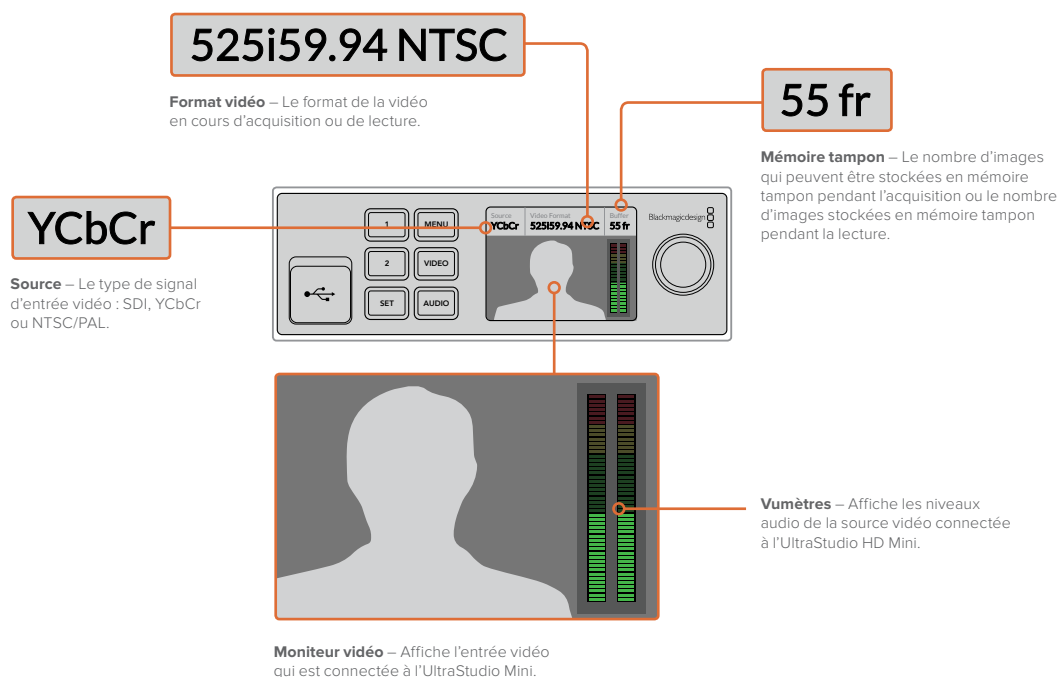 525i59.94 NTSC
Format vidéo – Le format de la vidéo
en cours d’acquisition ou de lecture.
55 fr
Mémoire tampon – Le nombre d’images
qui peuvent être stockées en mémoire
tampon pendant l’acquisition ou le nombre
d’images stockées en mémoire tampon
pendant la lecture.
YCbCr
Source – Le type de signal
d’entrée vidéo : SDI, YCbCr
ou NTSC/PAL.
1
MENU
2
VIDEO
SET
AUDIO
Source Video Format Buffer
YCbCr 525i59.94 NTSC 55 fr
Blackmagicdesign
Vumètres – Affiche les niveaux
audio de la source vidéo connectée
à l’UltraStudio HD Mini.
Moniteur vidéo – Affiche l’entrée vidéo
qui est connectée à l’UltraStudio Mini.